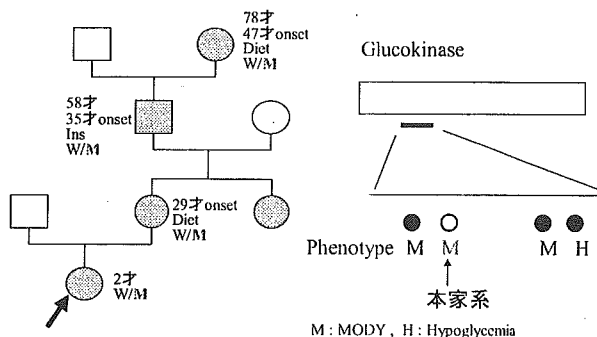 78才
47才onset
Diet
W/M
58才
35才onset
Ins
W/M
29才onset
Diet
W/M
2才
W/M
Glucokinase
Phenotype M M M H
本家系
M : MODY , H : Hypoglycemia